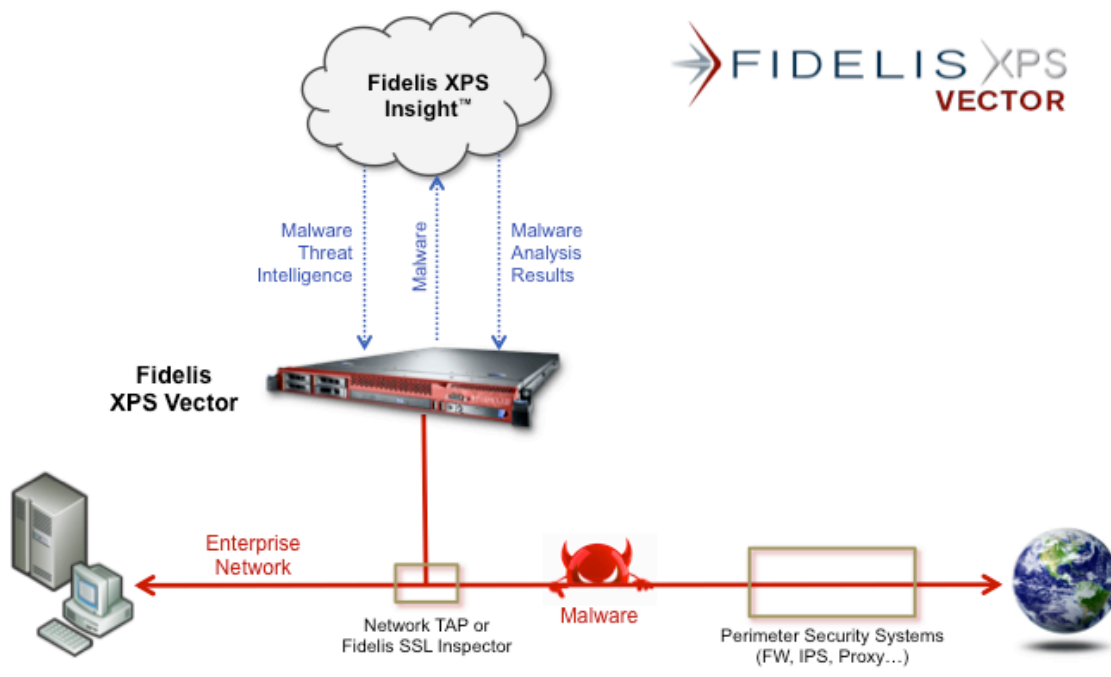 Fidelis XPS
Insight™
FIDELIS XPS
VECTOR
Malware
Threat
Intelligence
Malware
Malware
Analysis
Results
Fidelis
XPS Vector
Enterprise
Network
Malware
Network TAP or
Fidelis SSL Inspector
Perimeter Security Systems
(FW, IPS, Proxy…)